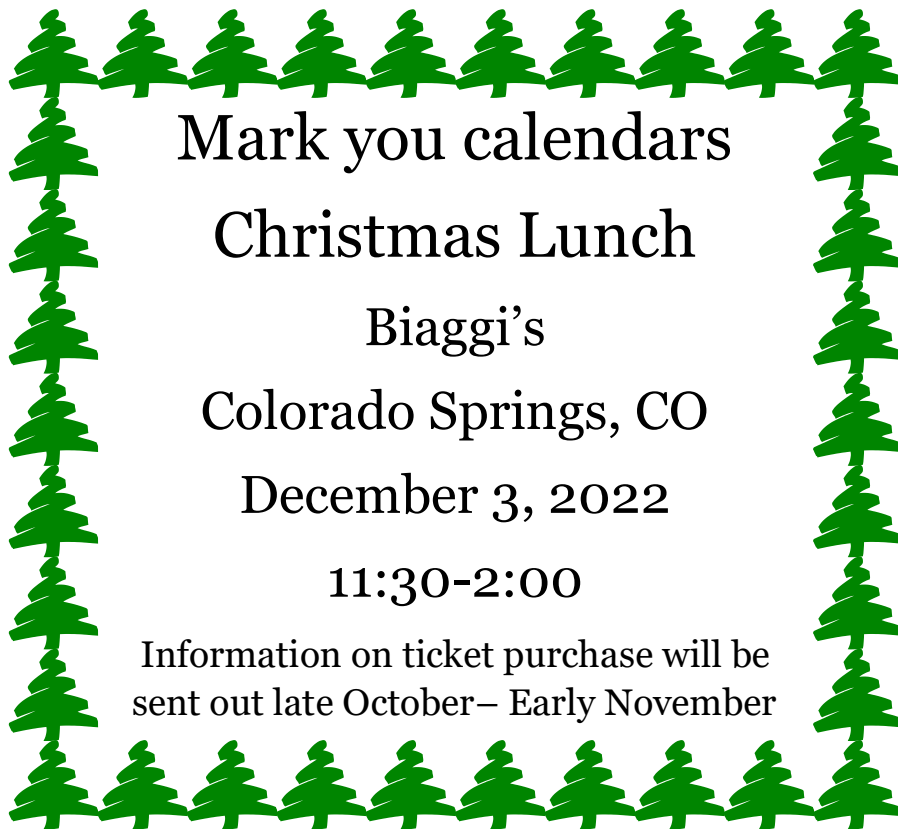 Mark you calendars
Christmas Lunch
Biaggi’s
Colorado Springs, CO
December 3, 2022
11:30-2:00
Information on ticket purchase will be
sent out late October– Early November